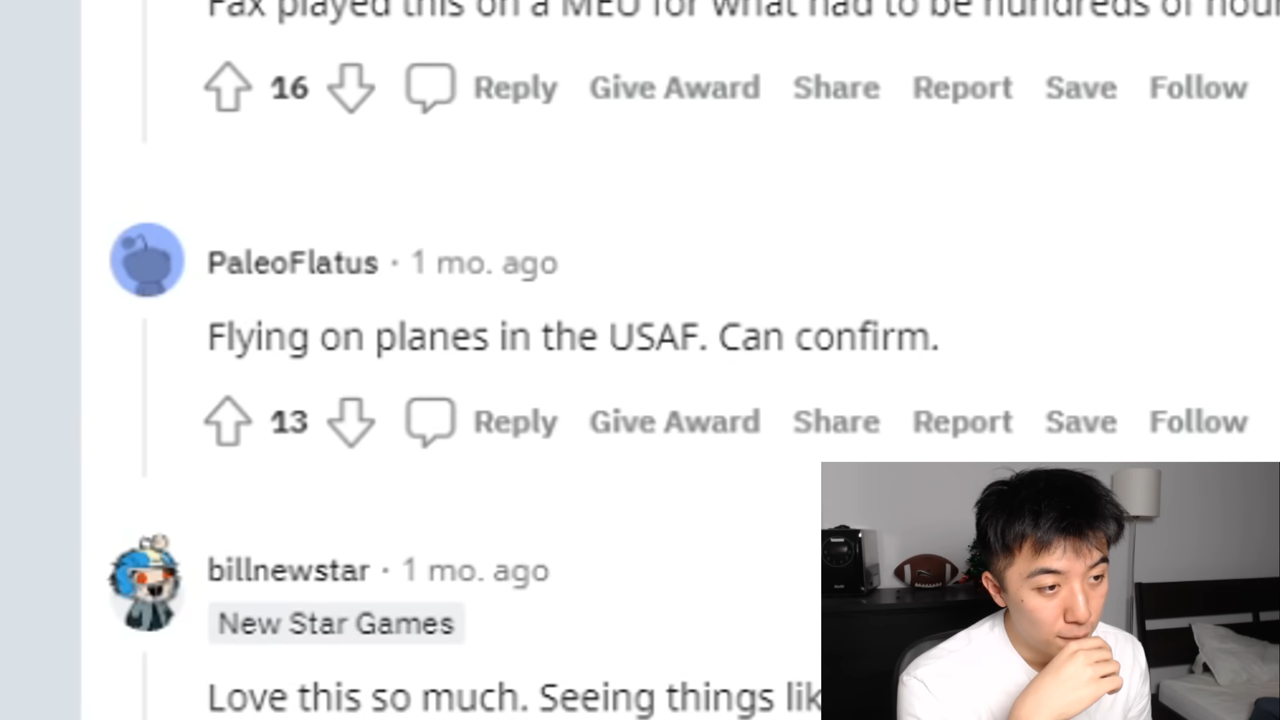 Fax played this on a MEU for what had to be hundreds of hour
16 Reply Give Award Share Report Save Follow
PaleoFlatus · 1 mo. ago
Flying on planes in the USAF. Can confirm.
13 Reply Give Award Share Report Save Follow
billnewstar · 1 mo. ago
New Star Games
Love this so much. Seeing things lik